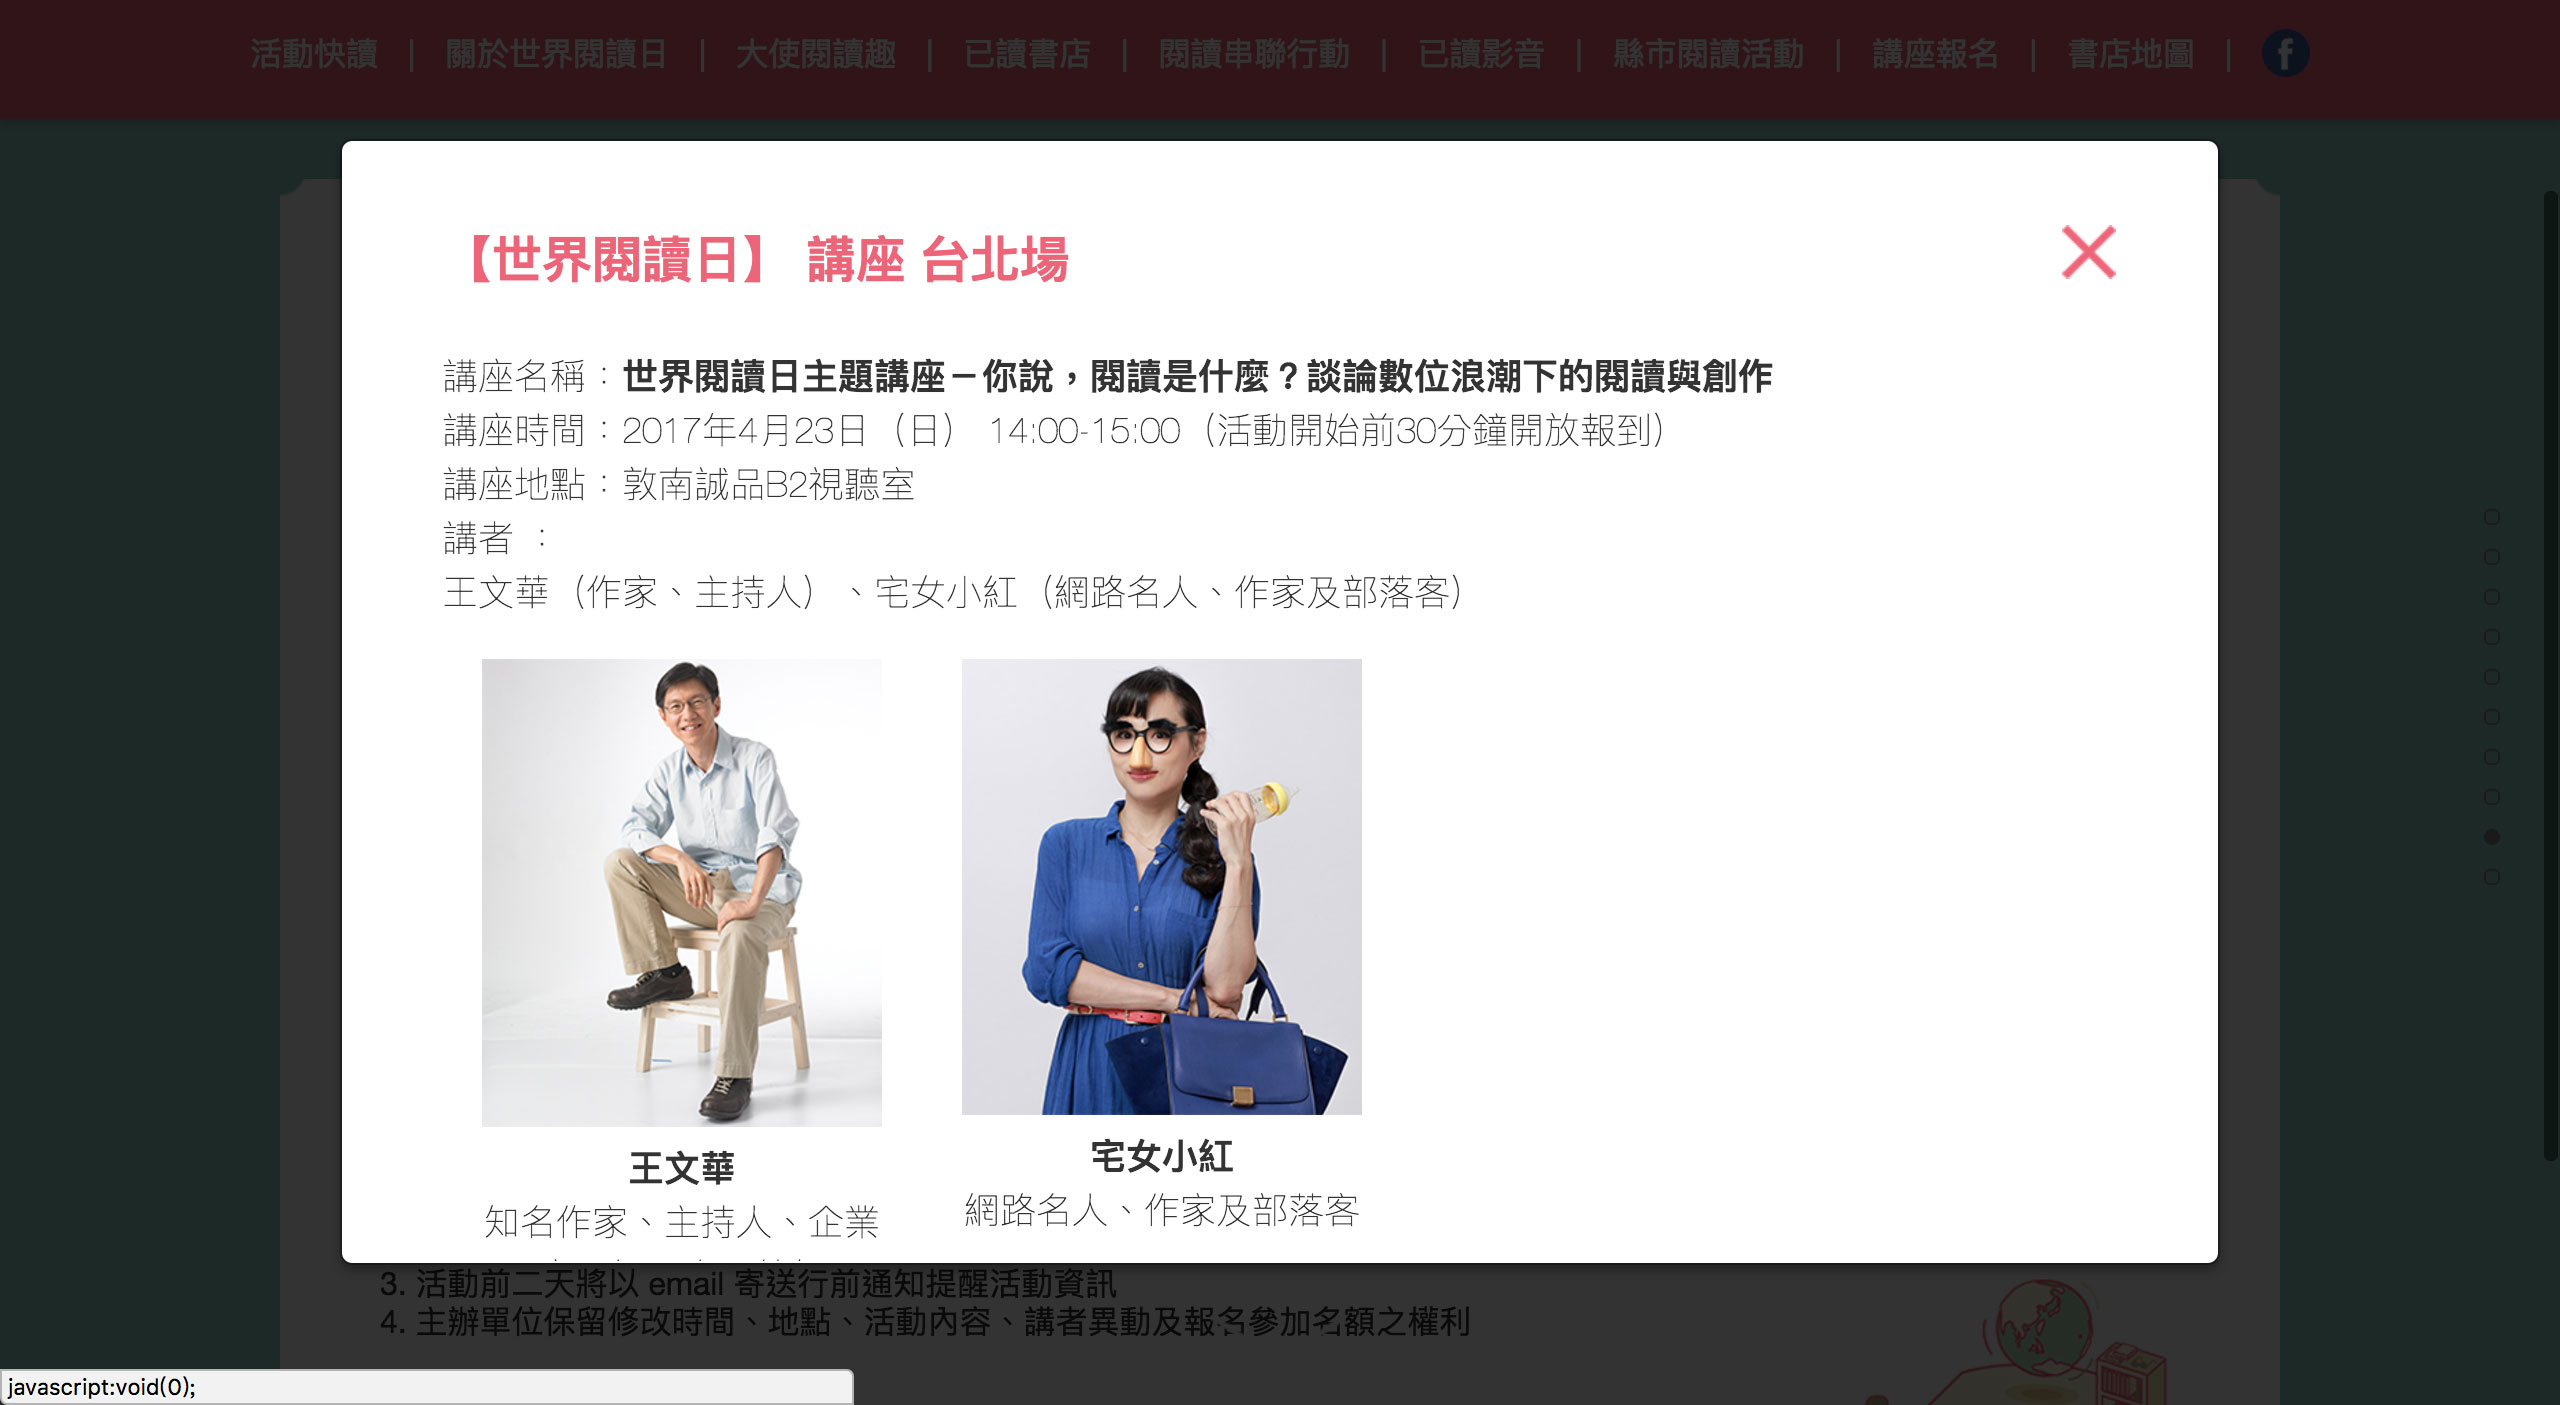 活動快讀 | 關於世界閱讀日 | 大使閱讀趣 | 已讀書店 | 閱讀串聯行動 | 已讀影音 | 縣市閱讀活動 | 講座報名 | 書店地圖 | f
【世界閱讀日】 講座 台北場
講座名稱：世界閱讀日主題講座－你說，閱讀是什麼？談論數位浪潮下的閱讀與創作
講座時間：2017年4月23日（日） 14:00-15:00（活動開始前30分鐘開放報到）
講座地點：敦南誠品B2視聽室
講者 ：
王文華（作家、主持人）、宅女小紅（網路名人、作家及部落客）
王文華
知名作家、主持人、企業
宅女小紅
網路名人、作家及部落客
3. 活動前二天將以 email 寄送行前通知提醒活動資訊
4. 主辦單位保留修改時間、地點、活動內容、講者異動及報名參加名額之權利
javascript:void(0);